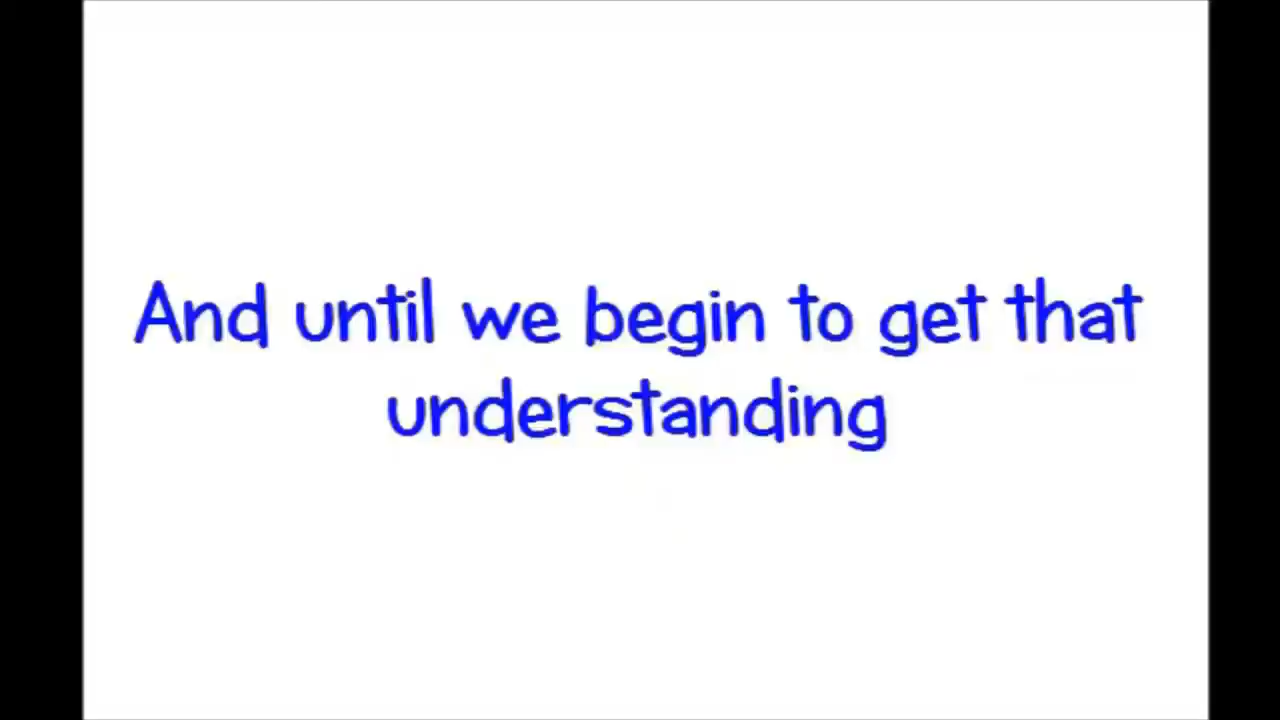 And until we begin to get that
understanding